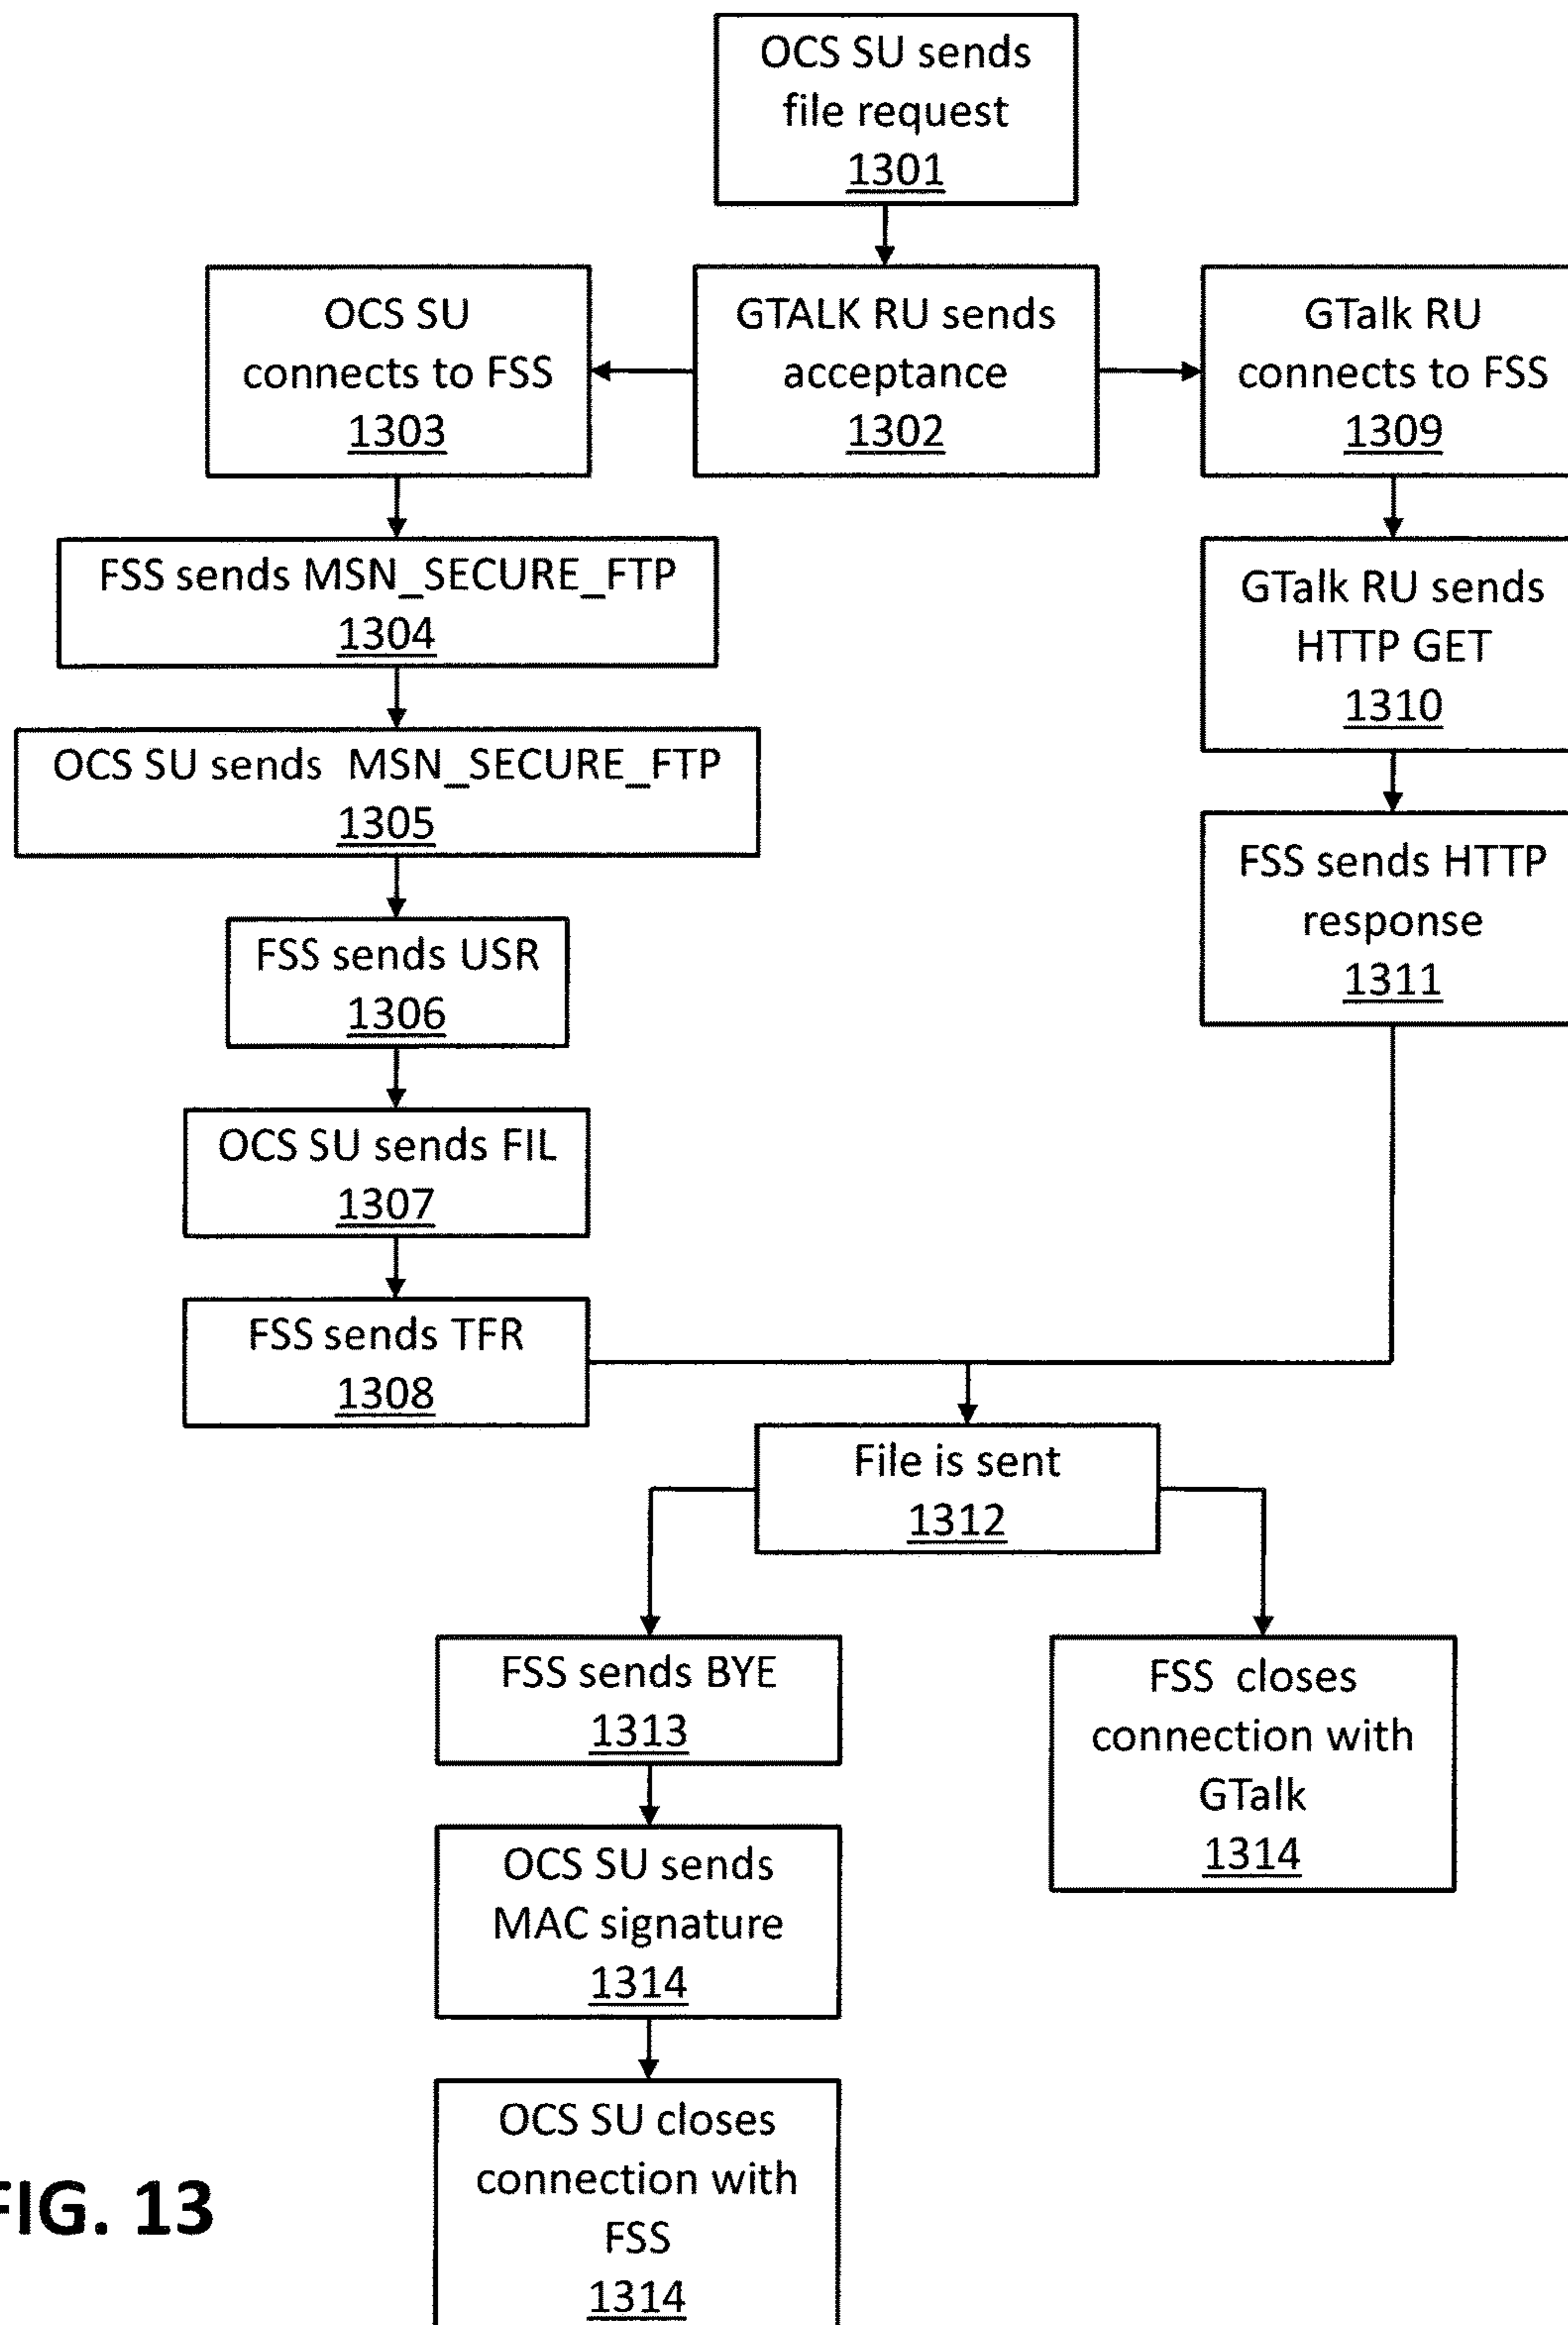 OCS SU sends
file request
1301
OCS SU
connects to FSS
1303
GTALK RU sends
acceptance
1302
GTalk RU
connects to FSS
1309
FSS sends MSN_SECURE_FTP
1304
OCS SU sends MSN_SECURE_FTP
1305
FSS sends USR
1306
OCS SU sends FIL
1307
FSS sends TFR
1308
GTalk RU sends
HTTP GET
1310
FSS sends HTTP
response
1311
File is sent
1312
FSS sends BYE
1313
OCS SU sends
MAC signature
1314
OCS SU closes
connection with
FSS
1314
FSS closes
connection with
GTalk
1314
FIG. 13